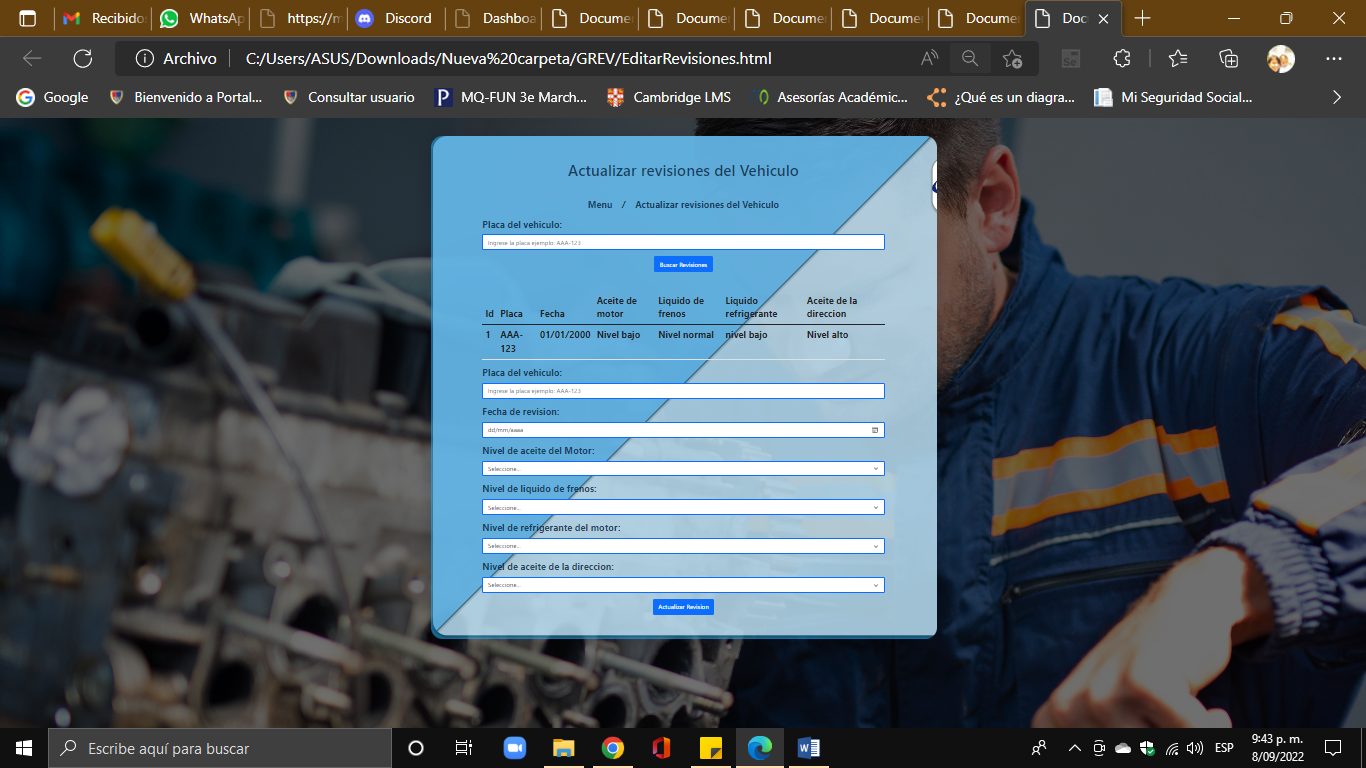 Recibido
WhatsAp
https://m
Discord
Dashboa
Docume
Docume
Docume
Docume
Docume
Doc
Archivo
C:/Users/ASUS/Downloads/Nueva%20carpeta/GREV/EditarRevisiones.html
Google
Bienvenido a Portal...
Consultar usuario
MQ-FUN 3e March...
Cambridge LMS
Asesorías Académic...
¿Qué es un diagra...
Mi Seguridad Social...
Actualizar revisiones del Vehiculo
Menu / Actualizar revisiones del Vehiculo
Placa del vehiculo:
Ingrese la placa ejemplo: AAA-123
Buscar Revisiones
Id Placa Fecha Aceite de motor Liquido de frenos Liquido refrigerante Aceite de la direccion
1 AAA-123 01/01/2000 Nivel bajo Nivel normal nivel bajo Nivel alto
Placa del vehiculo:
Ingrese la placa ejemplo: AAA-123
Fecha de revision:
dd/mm/aaaa
Nivel de aceite del Motor:
Seleccione...
Nivel de liquido de frenos:
Seleccione...
Nivel de refrigerante del motor:
Seleccione...
Nivel de aceite de la direccion:
Seleccione...
Actualizar Revision
Escribe aquí para buscar
ESP
9:43 p. m.
8/09/2022